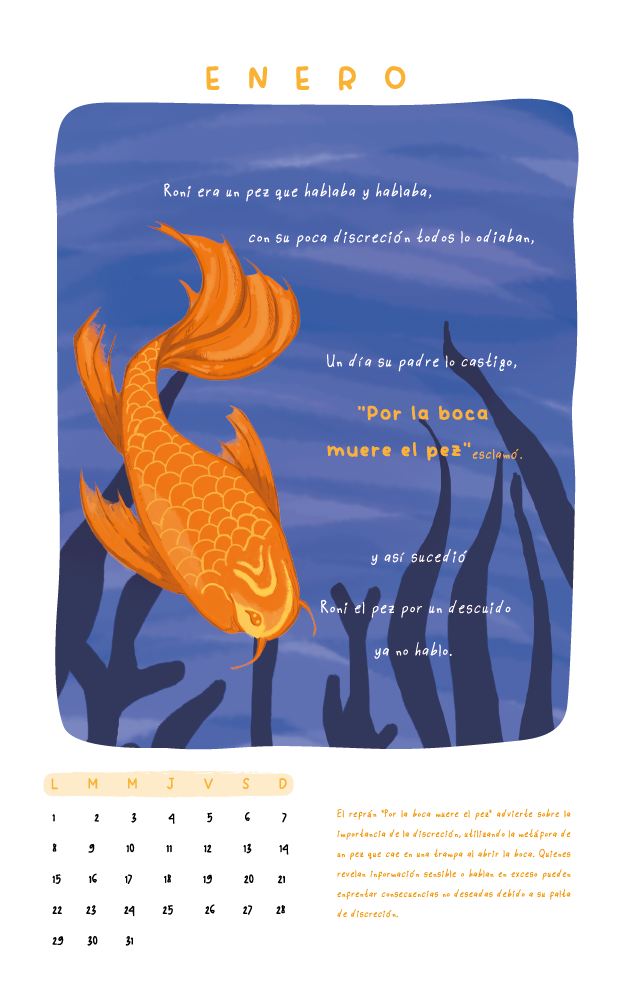 ENERO
Roni era un pez que hablaba y hablaba,
con su poca discreción todos lo odiaban,
Un día su padre lo castigo,
"Por la boca
muere el pez" esclamó.
y así sucedió
Roni el pez por un descuido
ya no hablo.
L M M J V S D
1 2 3 4 5 6 7
8 9 10 11 12 13 14
15 16 17 18 19 20 21
22 23 24 25 26 27 28
29 30 31
El refrán "Por la boca muere el pez" advierte sobre la
importancia de la discreción, utilizando la metáfora de
un pez que cae en una trampa al abrir la boca. Quienes
revelan información sensible o hablan en exceso pueden
enfrentar consecuencias no deseadas debido a su falta
de discreción.